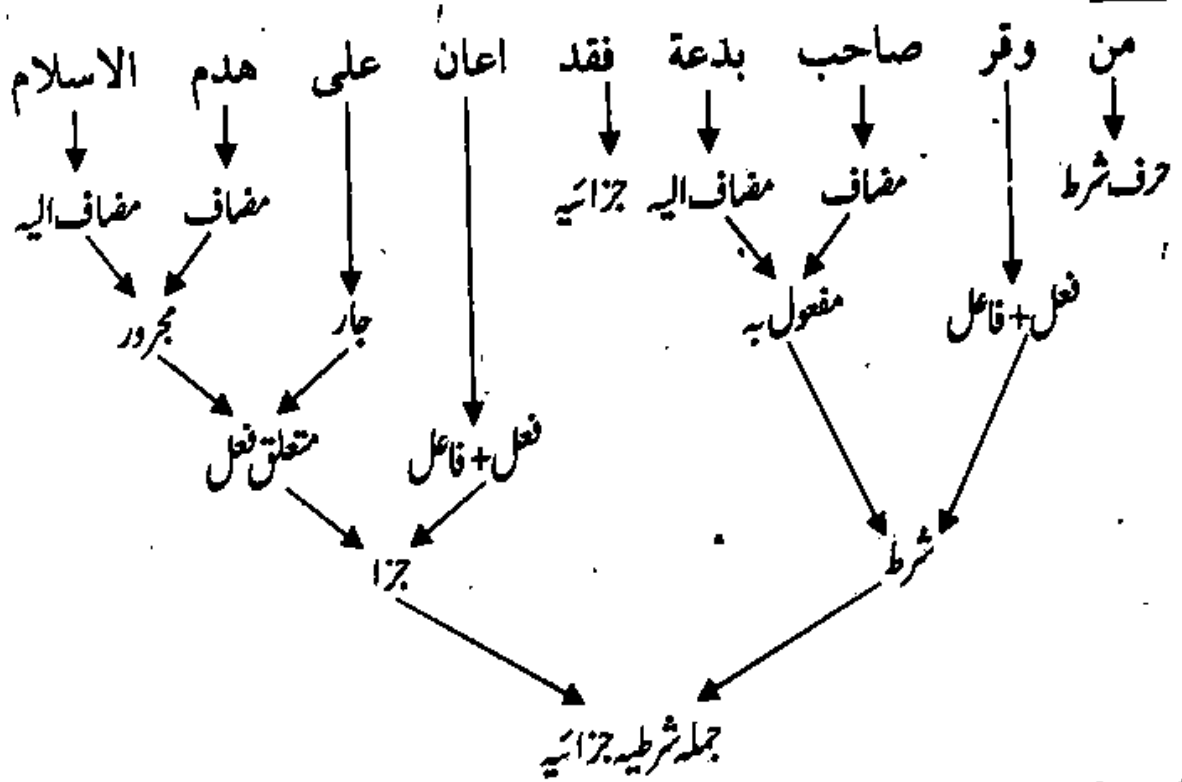 من وقر صاحب بدعة فقد اعان على هدم الاسلام
حرف شرط مضاف مضاف الیہ جزائیہ مضاف مضاف الیہ
فعل+فاعل مفعول بہ جار مجرور
فعل+فاعل متعلق فعل
شرط جزا
جملہ شرطیہ جزائیہ